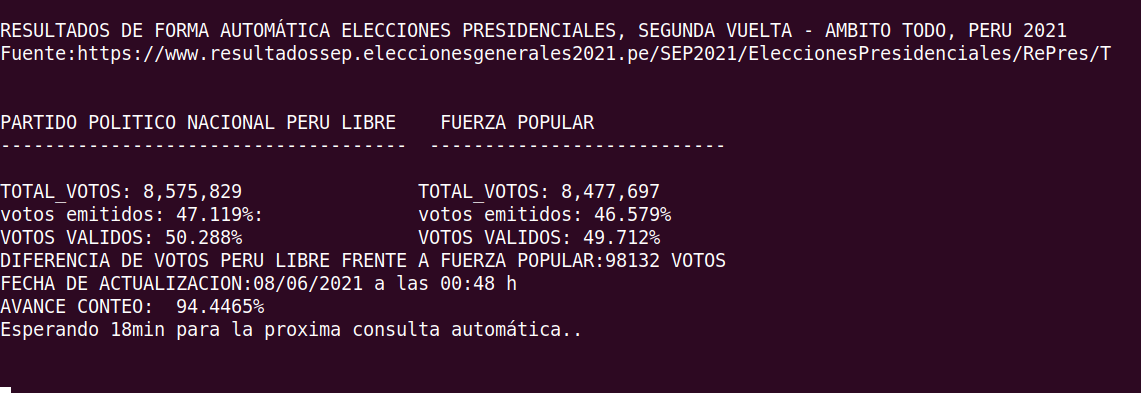 RESULTADOS DE FORMA AUTOMÁTICA ELECCIONES PRESIDENCIALES, SEGUNDA VUELTA - AMBITO TODO, PERU 2021
Fuente:https://www.resultadossep.eleccionesgenerales2021.pe/SEP2021/EleccionesPresidenciales/RePres/T
PARTIDO POLITICO NACIONAL PERU LIBRE    FUERZA POPULAR
-------------------------------------  ---------------------------
TOTAL_VOTOS: 8,575,829                TOTAL_VOTOS: 8,477,697
votos emitidos: 47.119%:              votos emitidos: 46.579%
VOTOS VALIDOS: 50.288%                VOTOS VALIDOS: 49.712%
DIFERENCIA DE VOTOS PERU LIBRE FRENTE A FUERZA POPULAR:98132 VOTOS
FECHA DE ACTUALIZACION:08/06/2021 a las 00:48 h
AVANCE CONTEO:  94.4465%
Esperando 18min para la proxima consulta automática..